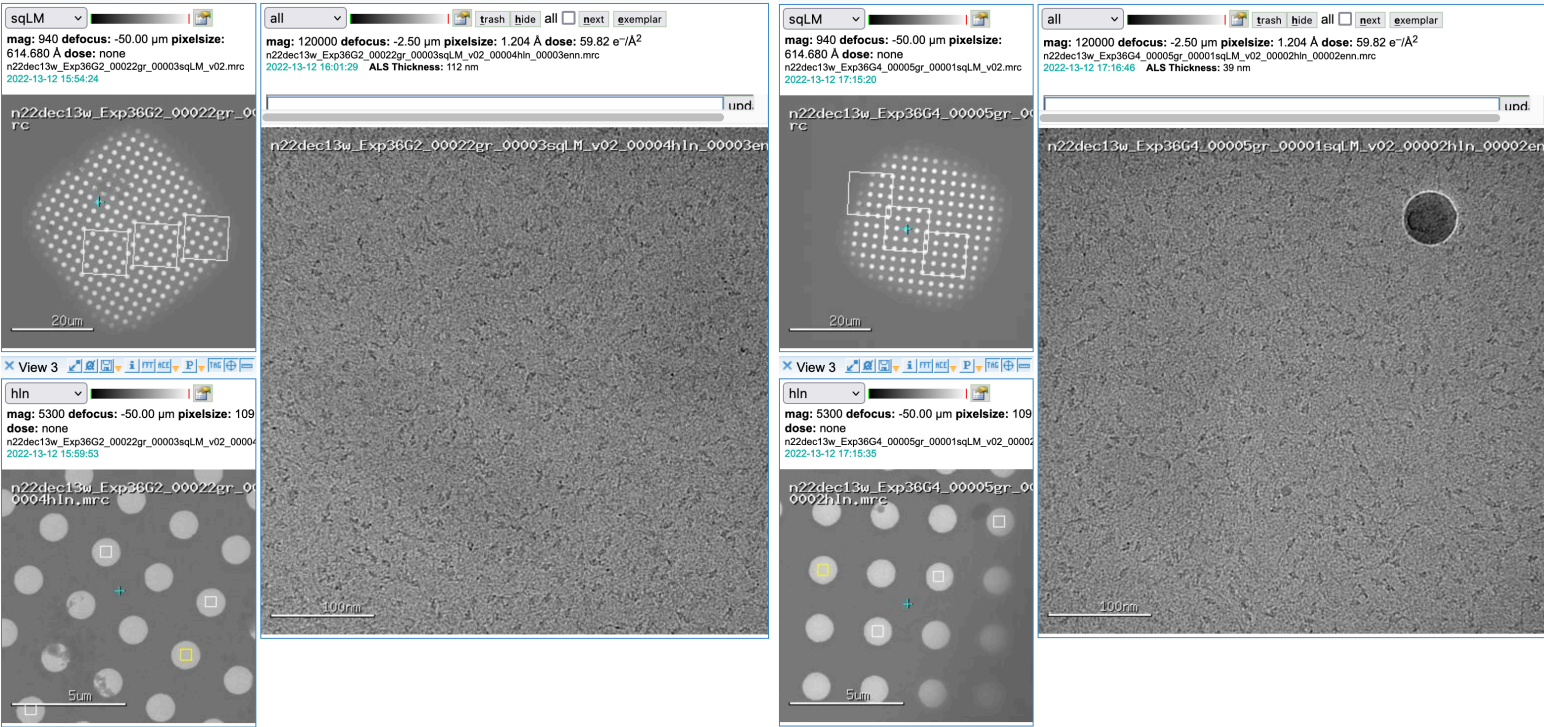 sqLM
mag: 940 defocus: -50.00 µm pixelsize:
614.680 Å dose: none
n22dec13w_Exp36G2_00022gr_00003sqLM_v02.mrc
2022-13-12 15:54:24
n22dec13w_Exp36G2_00022gr_00
rc
20um
all
trash hide all next exemplar
mag: 120000 defocus: -2.50 µm pixelsize: 1.204 Å dose: 59.82 e⁻/Å²
n22dec13w_Exp36G2_00022gr_00003sqLM_v02_00004hln_00003enn.mrc
2022-13-12 16:01:29 ALS Thickness: 112 nm
upd
n22dec13w_Exp36G2_00022gr_00003sqLM_v02_00004hln_00003en
100nm
View 3
i FFT ACE P TAG
hln
mag: 5300 defocus: -50.00 µm pixelsize: 109
dose: none
n22dec13w_Exp36G2_00022gr_00003sqLM_v02_00004
2022-13-12 15:59:53
n22dec13w_Exp36G2_00022gr_00
0004hln.mrc
5um
sqLM
mag: 940 defocus: -50.00 µm pixelsize:
614.680 Å dose: none
n22dec13w_Exp36G4_00005gr_00001sqLM_v02.mrc
2022-13-12 17:15:20
n22dec13w_Exp36G4_00005gr_00
rc
20um
all
trash hide all next exemplar
mag: 120000 defocus: -2.50 µm pixelsize: 1.204 Å dose: 59.82 e⁻/Å²
n22dec13w_Exp36G4_00005gr_00001sqLM_v02_00002hln_00002enn.mrc
2022-13-12 17:16:46 ALS Thickness: 39 nm
upd
n22dec13w_Exp36G4_00005gr_00001sqLM_v02_00002hln_00002en
100nm
View 3
i FFT ACE P TAG
hln
mag: 5300 defocus: -50.00 µm pixelsize: 109
dose: none
n22dec13w_Exp36G4_00005gr_00001sqLM_v02_00002
2022-13-12 17:15:35
n22dec13w_Exp36G4_00005gr_00
0002hln.mrc
5um